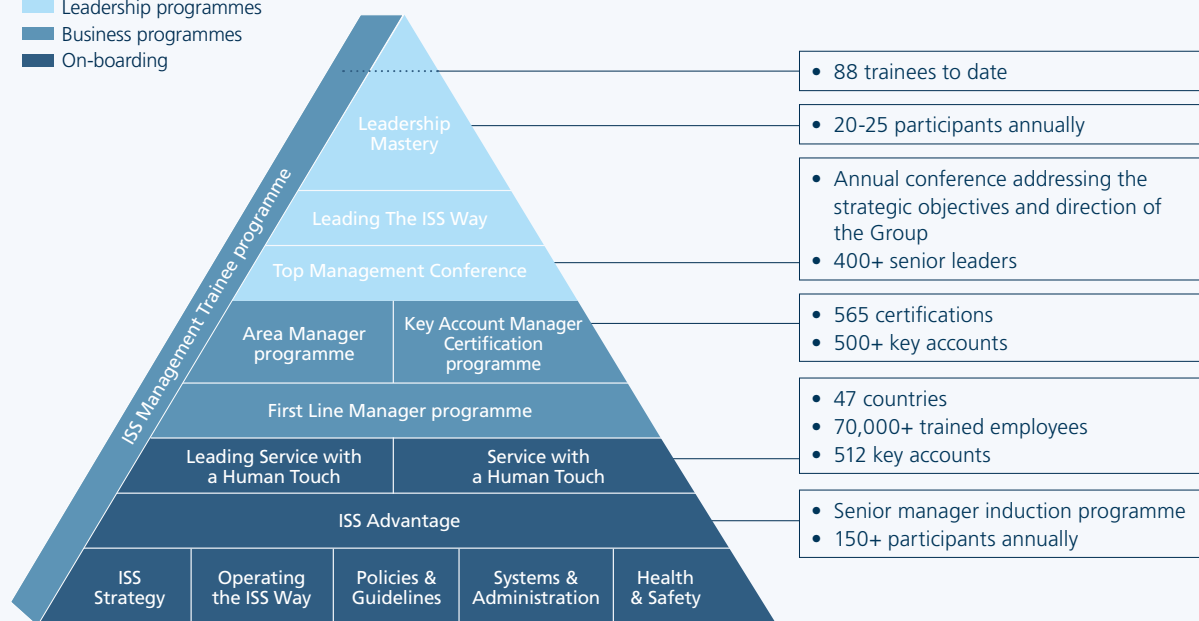 Leadership programmes
Business programmes
On-boarding
ISS Management Trainee programme
Leadership
Mastery
Leading The ISS Way
Top Management Conference
Area Manager
programme
Key Account Manager
Certification
programme
First Line Manager programme
Leading Service with
a Human Touch
Service with
a Human Touch
ISS Advantage
ISS
Strategy
Operating
the ISS Way
Policies &
Guidelines
Systems &
Administration
Health
& Safety
• 88 trainees to date
• 20-25 participants annually
• Annual conference addressing the
strategic objectives and direction of
the Group
• 400+ senior leaders
• 565 certifications
• 500+ key accounts
• 47 countries
• 70,000+ trained employees
• 512 key accounts
• Senior manager induction programme
• 150+ participants annually